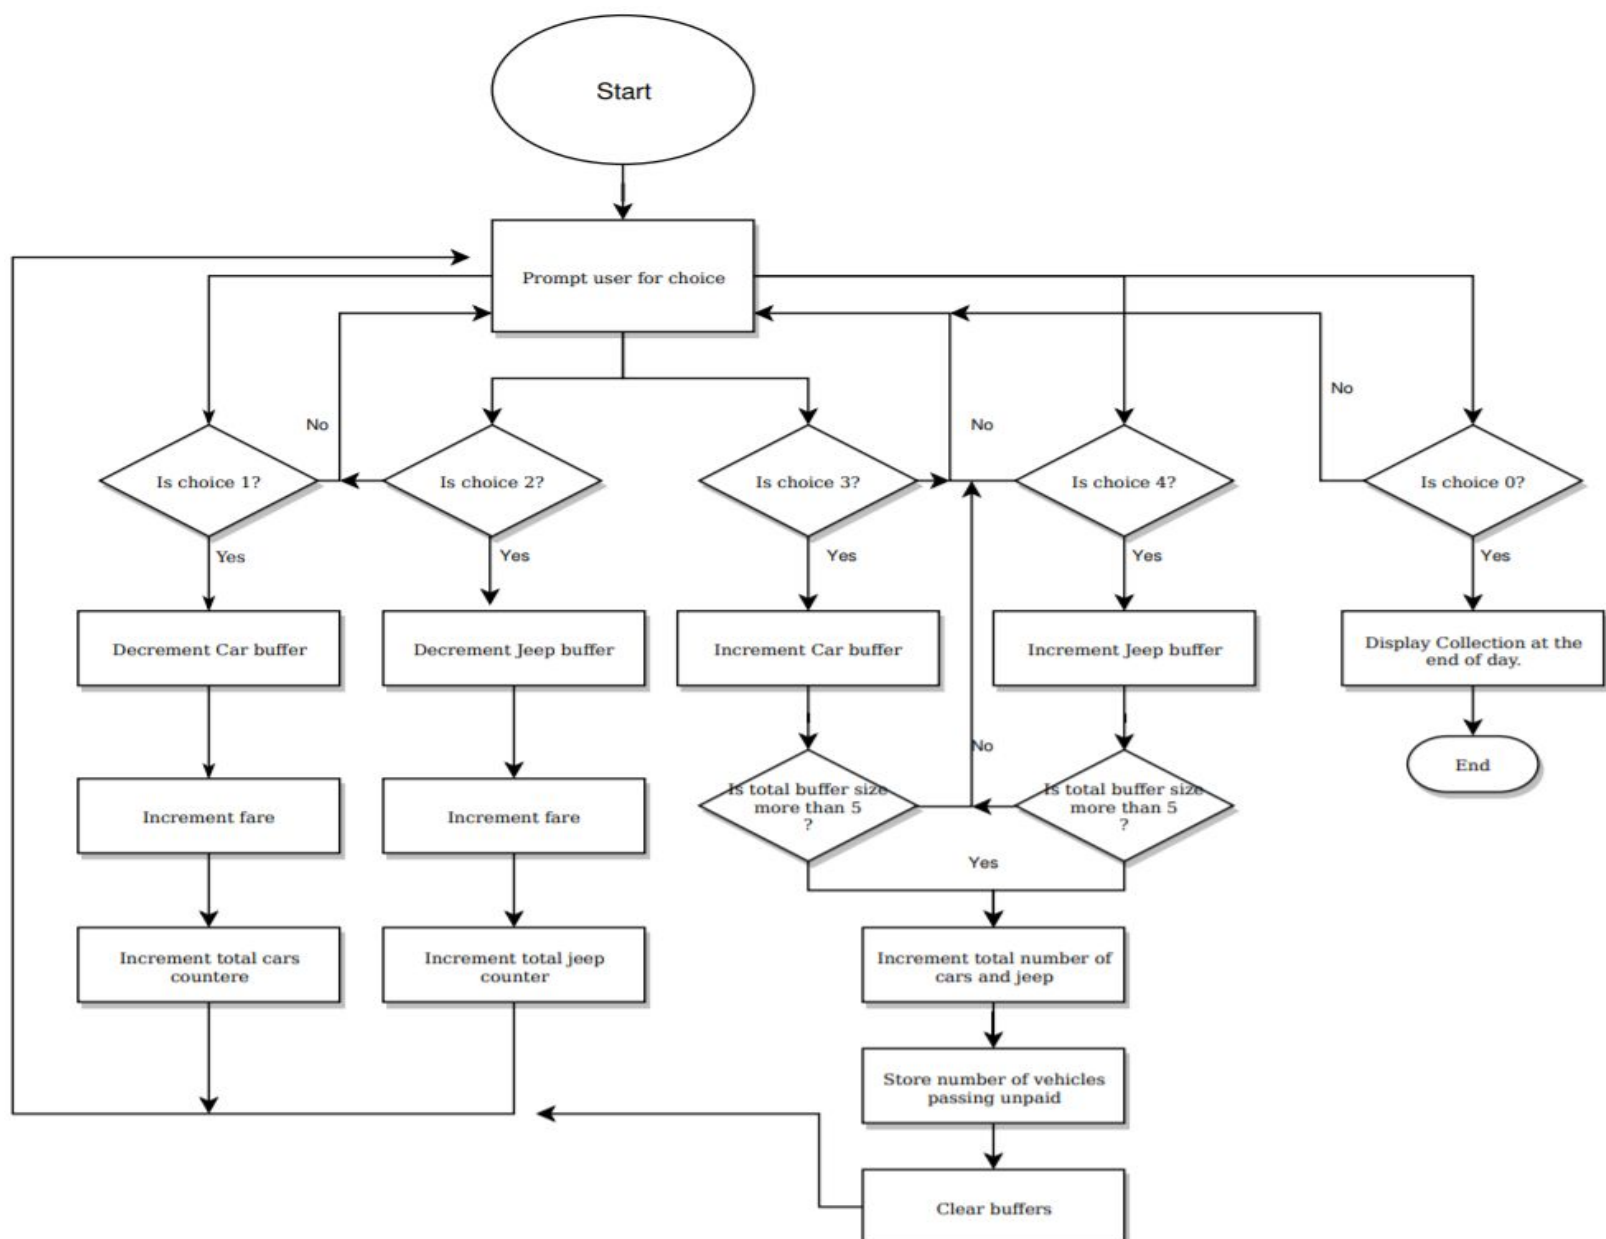 Start
Prompt user for choice
No
No
No
Is choice 1?
Is choice 2?
Is choice 3?
Is choice 4?
Is choice 0?
Yes
Yes
Yes
Yes
Yes
Decrement Car buffer
Decrement Jeep buffer
Increment Car buffer
Increment Jeep buffer
Display Collection at the
end of day.
No
Is total buffer size
more than 5
?
Is total buffer size
more than 5
?
End
Increment fare
Increment fare
Yes
Increment total cars
countere
Increment total jeep
counter
Increment total number of
cars and jeep
Store number of vehicles
passing unpaid
Clear buffers